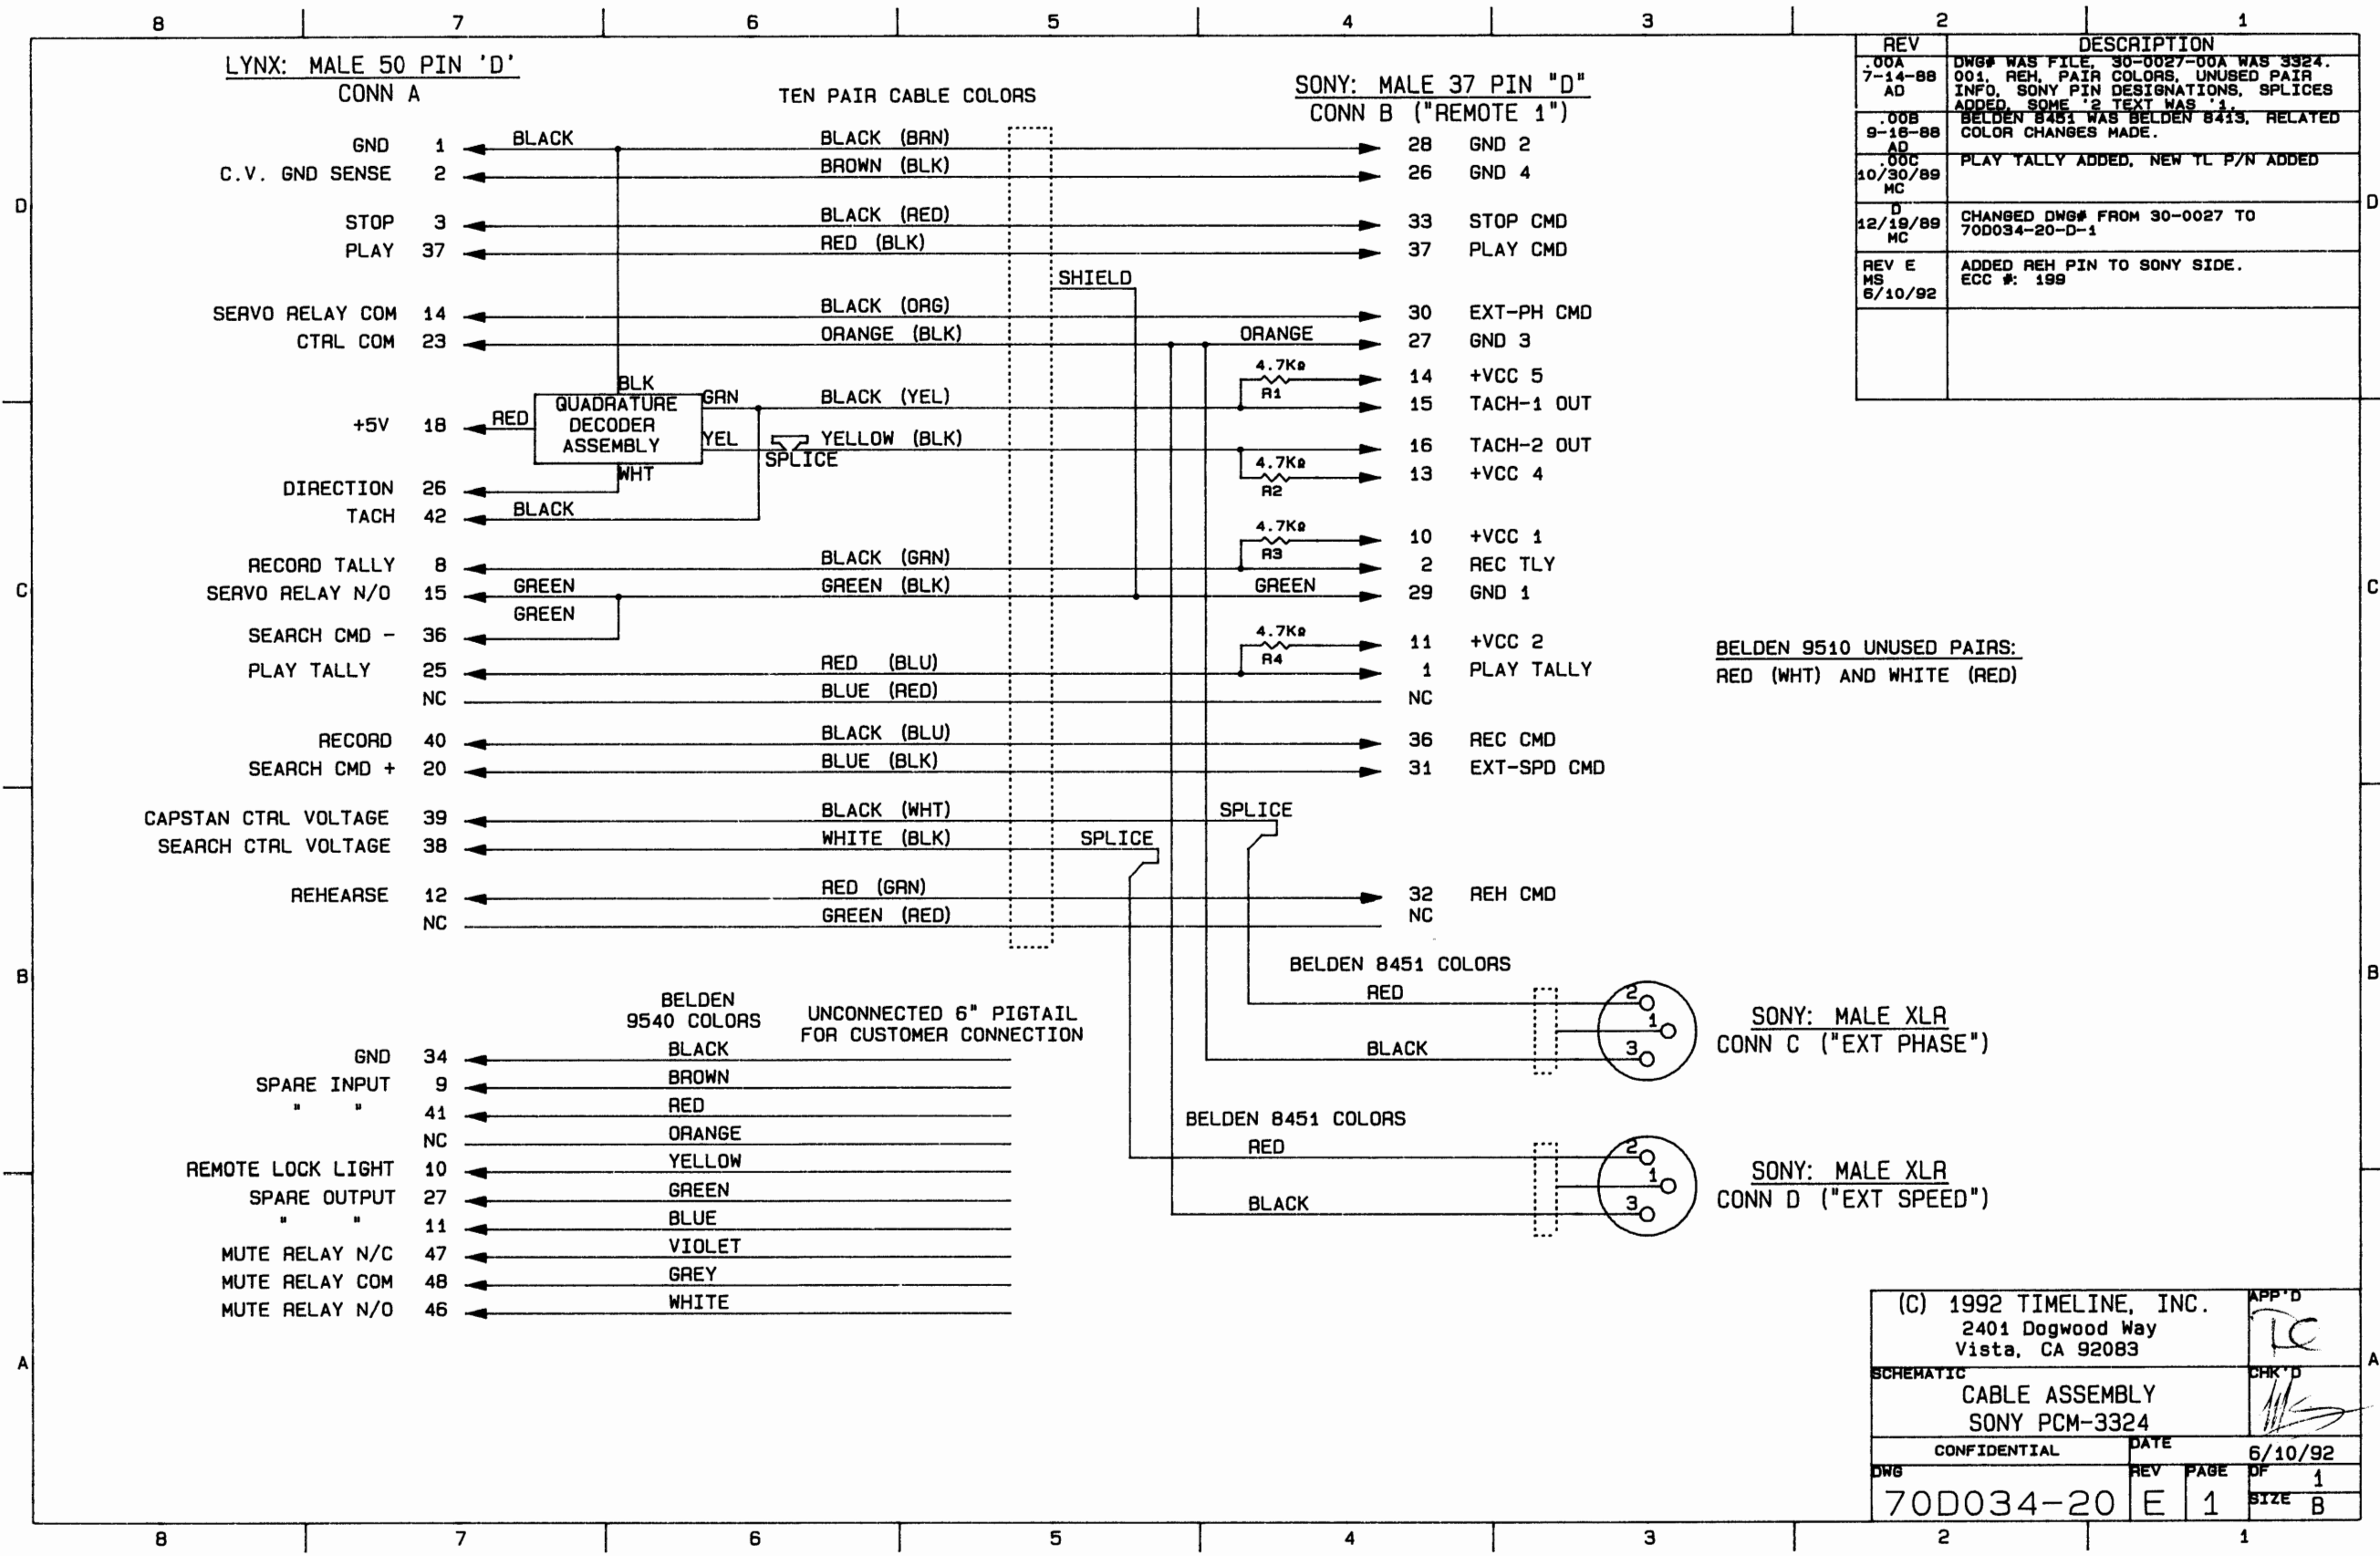 8 7 6 5 4 3 2 1
LYNX: MALE 50 PIN 'D'
CONN A
TEN PAIR CABLE COLORS
SONY: MALE 37 PIN "D"
CONN B ("REMOTE 1")
REV DESCRIPTION
.00A
7-14-88
AD
DWG# WAS FILE, 30-0027-00A WAS 3324.
001, REH, PAIR COLORS, UNUSED PAIR
INFO, SONY PIN DESIGNATIONS, SPLICES
ADDED, SOME '2 TEXT WAS '1.
.00B
9-16-88
AD
BELDEN 8451 WAS BELDEN 8413, RELATED
COLOR CHANGES MADE.
.00C
10/30/89
MC
PLAY TALLY ADDED, NEW TL P/N ADDED
D
12/19/89
MC
CHANGED DWG# FROM 30-0027 TO
70D034-20-D-1
REV E
MS
6/10/92
ADDED REH PIN TO SONY SIDE.
ECC #: 199
GND 1 BLACK BLACK (BRN) 28 GND 2
C.V. GND SENSE 2 BROWN (BLK) 26 GND 4
D D
STOP 3 BLACK (RED) 33 STOP CMD
PLAY 37 RED (BLK) 37 PLAY CMD
SHIELD
SERVO RELAY COM 14 BLACK (ORG) 30 EXT-PH CMD
CTRL COM 23 ORANGE (BLK) ORANGE 27 GND 3
4.7KΩ 14 +VCC 5
R1
BLK
QUADRATURE
DECODER
ASSEMBLY
GRN BLACK (YEL) 15 TACH-1 OUT
+5V 18 RED
YEL YELLOW (BLK) 16 TACH-2 OUT
SPLICE
WHT
4.7KΩ 13 +VCC 4
R2
DIRECTION 26
TACH 42 BLACK
4.7KΩ 10 +VCC 1
R3
RECORD TALLY 8 BLACK (GRN) 2 REC TLY
C C
SERVO RELAY N/O 15 GREEN GREEN (BLK) GREEN 29 GND 1
GREEN
SEARCH CMD - 36
4.7KΩ 11 +VCC 2
R4
PLAY TALLY 25 RED (BLU) 1 PLAY TALLY
NC BLUE (RED) NC
BELDEN 9510 UNUSED PAIRS:
RED (WHT) AND WHITE (RED)
RECORD 40 BLACK (BLU) 36 REC CMD
SEARCH CMD + 20 BLUE (BLK) 31 EXT-SPD CMD
CAPSTAN CTRL VOLTAGE 39 BLACK (WHT) SPLICE
SEARCH CTRL VOLTAGE 38 WHITE (BLK) SPLICE
REHEARSE 12 RED (GRN) 32 REH CMD
NC GREEN (RED) NC
B B
BELDEN 8451 COLORS
RED 2
1
BLACK 3
SONY: MALE XLR
CONN C ("EXT PHASE")
BELDEN
9540 COLORS
UNCONNECTED 6" PIGTAIL
FOR CUSTOMER CONNECTION
GND 34 BLACK
SPARE INPUT 9 BROWN
" " 41 RED
NC ORANGE
REMOTE LOCK LIGHT 10 YELLOW
SPARE OUTPUT 27 GREEN
" " 11 BLUE
MUTE RELAY N/C 47 VIOLET
MUTE RELAY COM 48 GREY
MUTE RELAY N/O 46 WHITE
BELDEN 8451 COLORS
RED 2
1
BLACK 3
SONY: MALE XLR
CONN D ("EXT SPEED")
A A
(C) 1992 TIMELINE, INC.
2401 Dogwood Way
Vista, CA 92083
APP'D
SCHEMATIC
CABLE ASSEMBLY
SONY PCM-3324
CHK'D
CONFIDENTIAL
DATE 6/10/92
DWG 70D034-20
REV E
PAGE 1
OF 1
SIZE B
8 7 6 5 4 3 2 1